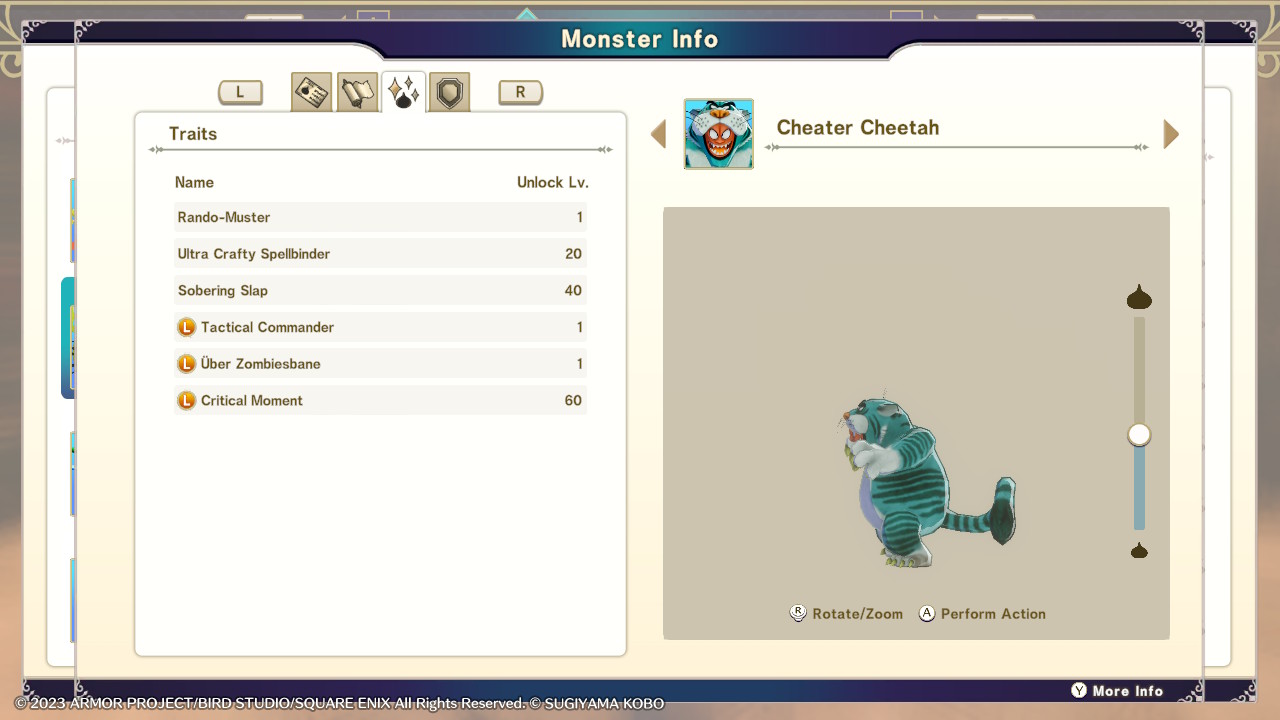 Monster Info
L
R
Traits
Name Unlock Lv.
Rando-Muster 1
Ultra Crafty Spellbinder 20
Sobering Slap 40
L Tactical Commander 1
L Über Zombiesbane 1
L Critical Moment 60
Cheater Cheetah
R Rotate/Zoom A Perform Action
Y More Info
© 2023 ARMOR PROJECT/BIRD STUDIO/SQUARE ENIX All Rights Reserved. © SUGIYAMA KOBO